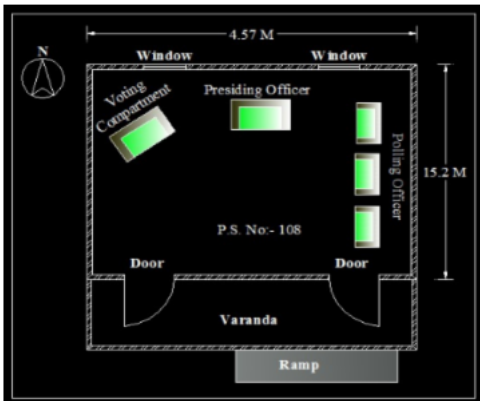 4.57 M
N
Window
Window
Voting
Compartment
Presiding Officer
Polling Officer
15.2 M
P.S. No:- 108
Door
Door
Varanda
Ramp